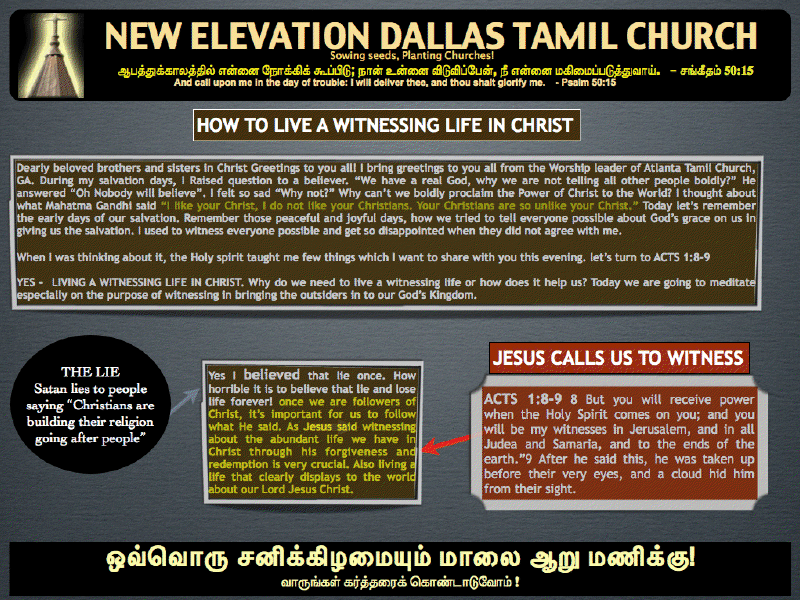 NEW ELEVATION DALLAS TAMIL CHURCH
Sowing seeds, Planting Churches!
ஆபத்துக்காலத்தில் என்னை நோக்கிக் கூப்பிடு; நான் உன்னை விடுவிப்பேன், நீ என்னை மகிமைப்படுத்துவாய். – சங்கீதம் 50:15
And call upon me in the day of trouble: I will deliver thee, and thou shalt glorify me. - Psalm 50:15
HOW TO LIVE A WITNESSING LIFE IN CHRIST
Dearly beloved brothers and sisters in Christ Greetings to you all! I bring greetings to you all from the Worship leader of Atlanta Tamil Church,
GA. During my salvation days, I Raised question to a believer. “We have a real God, why we are not telling all other people boldly?” He
answered “Oh Nobody will believe”. I felt so sad “Why not?” Why can’t we boldly proclaim the Power of Christ to the World? I thought about
what Mahatma Gandhi said “I like your Christ, I do not like your Christians. Your Christians are so unlike your Christ.” Today let’s remember
the early days of our salvation. Remember those peaceful and joyful days, how we tried to tell everyone possible about God’s grace on us in
giving us the salvation. I used to witness everyone possible and get so disappointed when they did not agree with me.
When I was thinking about it, the Holy spirit taught me few things which I want to share with you this evening. let’s turn to ACTS 1:8-9
YES - LIVING A WITNESSING LIFE IN CHRIST. Why do we need to live a witnessing life or how does it help us? Today we are going to meditate
especially on the purpose of witnessing in bringing the outsiders in to our God’s Kingdom.
THE LIE
Satan lies to people
saying “Christians are
building their religion
going after people”
Yes I believed that lie once. How
horrible it is to believe that lie and lose
life forever! once we are followers of
Christ, it’s important for us to follow
what He said. As Jesus said witnessing
about the abundant life we have in
Christ through his forgiveness and
redemption is very crucial. Also living a
life that clearly displays to the world
about our Lord Jesus Christ.
JESUS CALLS US TO WITNESS
ACTS 1:8-9 8 But you will receive power
when the Holy Spirit comes on you; and you
will be my witnesses in Jerusalem, and in all
Judea and Samaria, and to the ends of the
earth.”9 After he said this, he was taken up
before their very eyes, and a cloud hid him
from their sight.
ஒவ்வொரு சனிக்கிழமையும் மாலை ஆறு மணிக்கு!
வாருங்கள் கர்த்தரைக் கொண்டாடுவோம் !